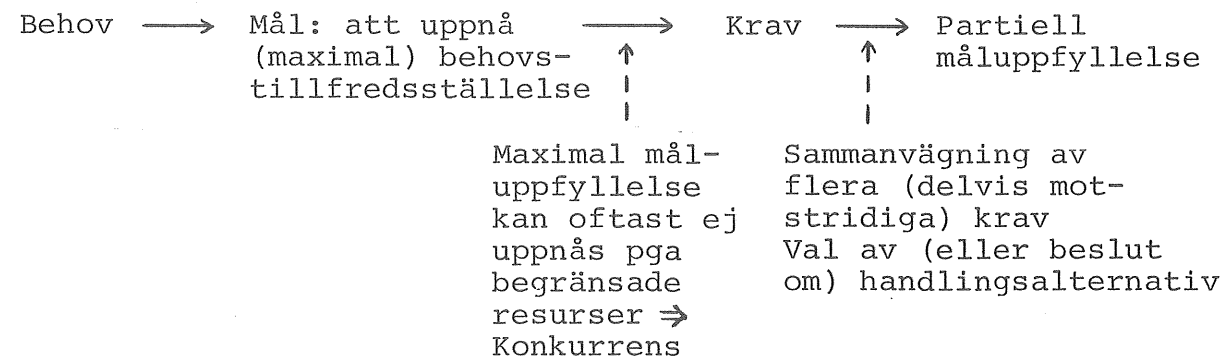 Behov ⟶ Mål: att uppnå ⟶ Krav ⟶ Partiell
(maximal) behovs- måluppfyllelse
tillfredsställelse
Maximal mål-
uppfyllelse
kan oftast ej
uppnås pga
begränsade
resurser ⇒
Konkurrens
Sammanvägning av
flera (delvis mot-
stridiga) krav
Val av (eller beslut
om) handlingsalternativ